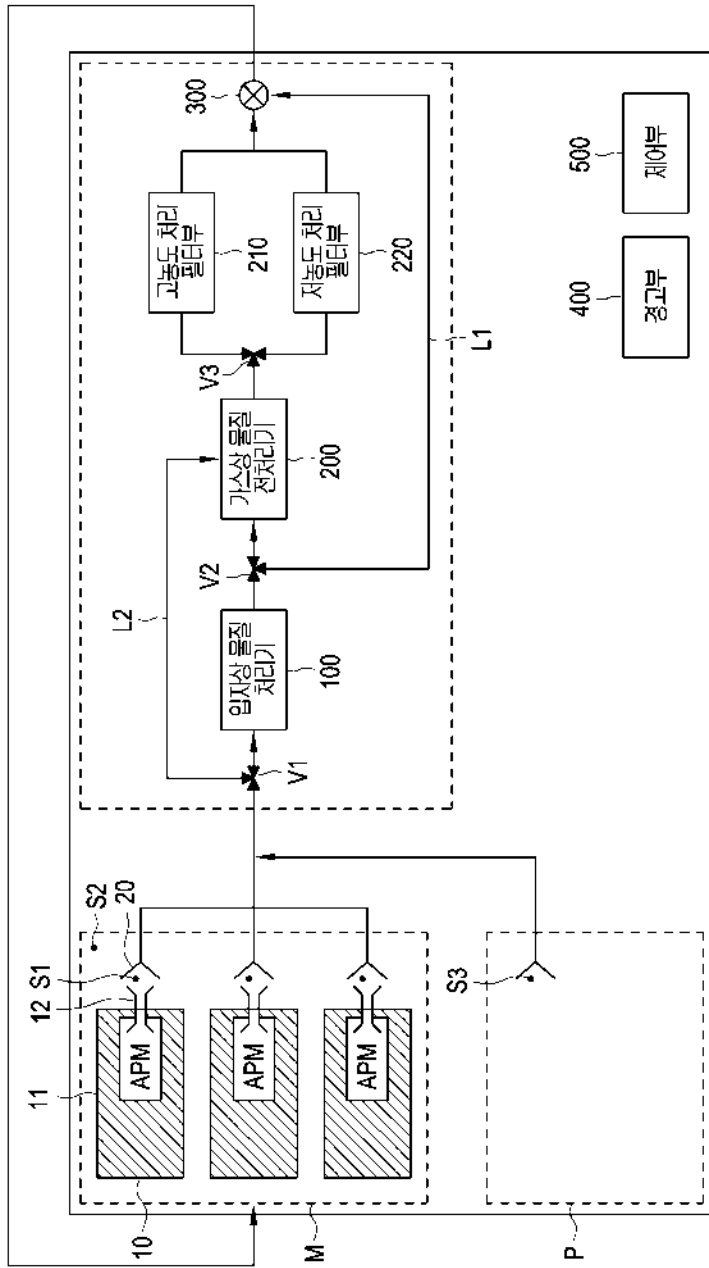 11
12
S1
20
S2
L2
300
고농도 처리
필터부
210
10
APM
APM
APM
V1
입자상 물질
처리기
100
V2
가스상 물질
전처리기
200
V3
저농도 처리
필터부
220
M
L1
S3
P
400
경고부
500
제어부